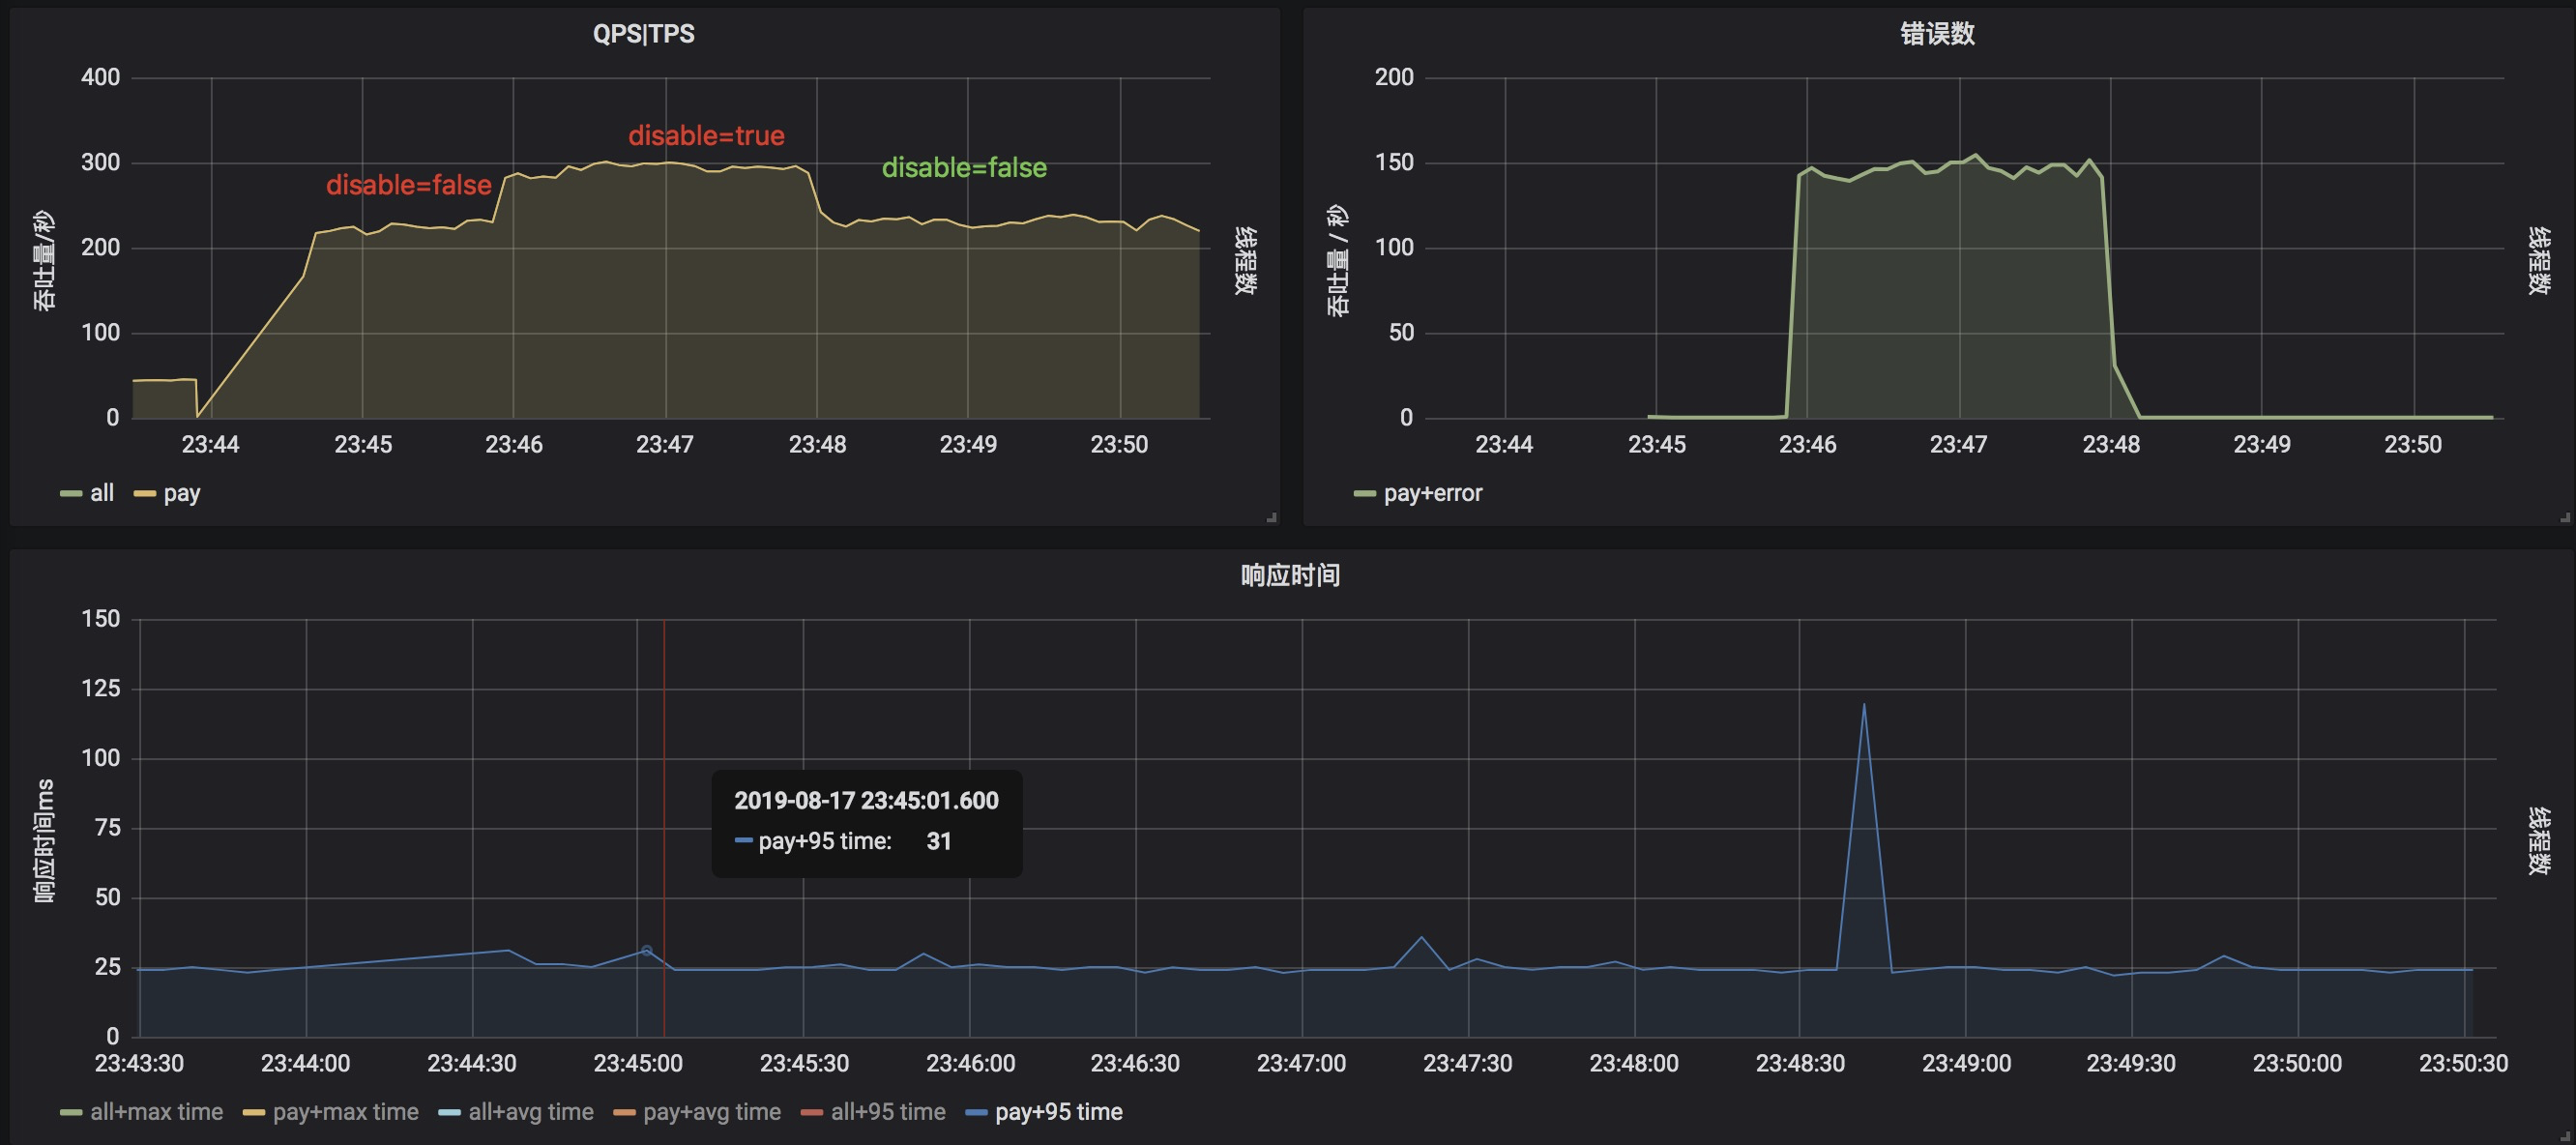 QPS|TPS
400
300
200
100
0
吞吐量/秒
线程数
disable=false
disable=true
disable=false
23:44 23:45 23:46 23:47 23:48 23:49 23:50
all pay
错误数
200
150
100
50
0
吞吐量 / 秒
线程数
23:44 23:45 23:46 23:47 23:48 23:49 23:50
pay+error
响应时间
150
125
100
75
50
25
0
响应时间ms
线程数
2019-08-17 23:45:01.600
pay+95 time: 31
23:43:30 23:44:00 23:44:30 23:45:00 23:45:30 23:46:00 23:46:30 23:47:00 23:47:30 23:48:00 23:48:30 23:49:00 23:49:30 23:50:00 23:50:30
all+max time pay+max time all+avg time pay+avg time all+95 time pay+95 time